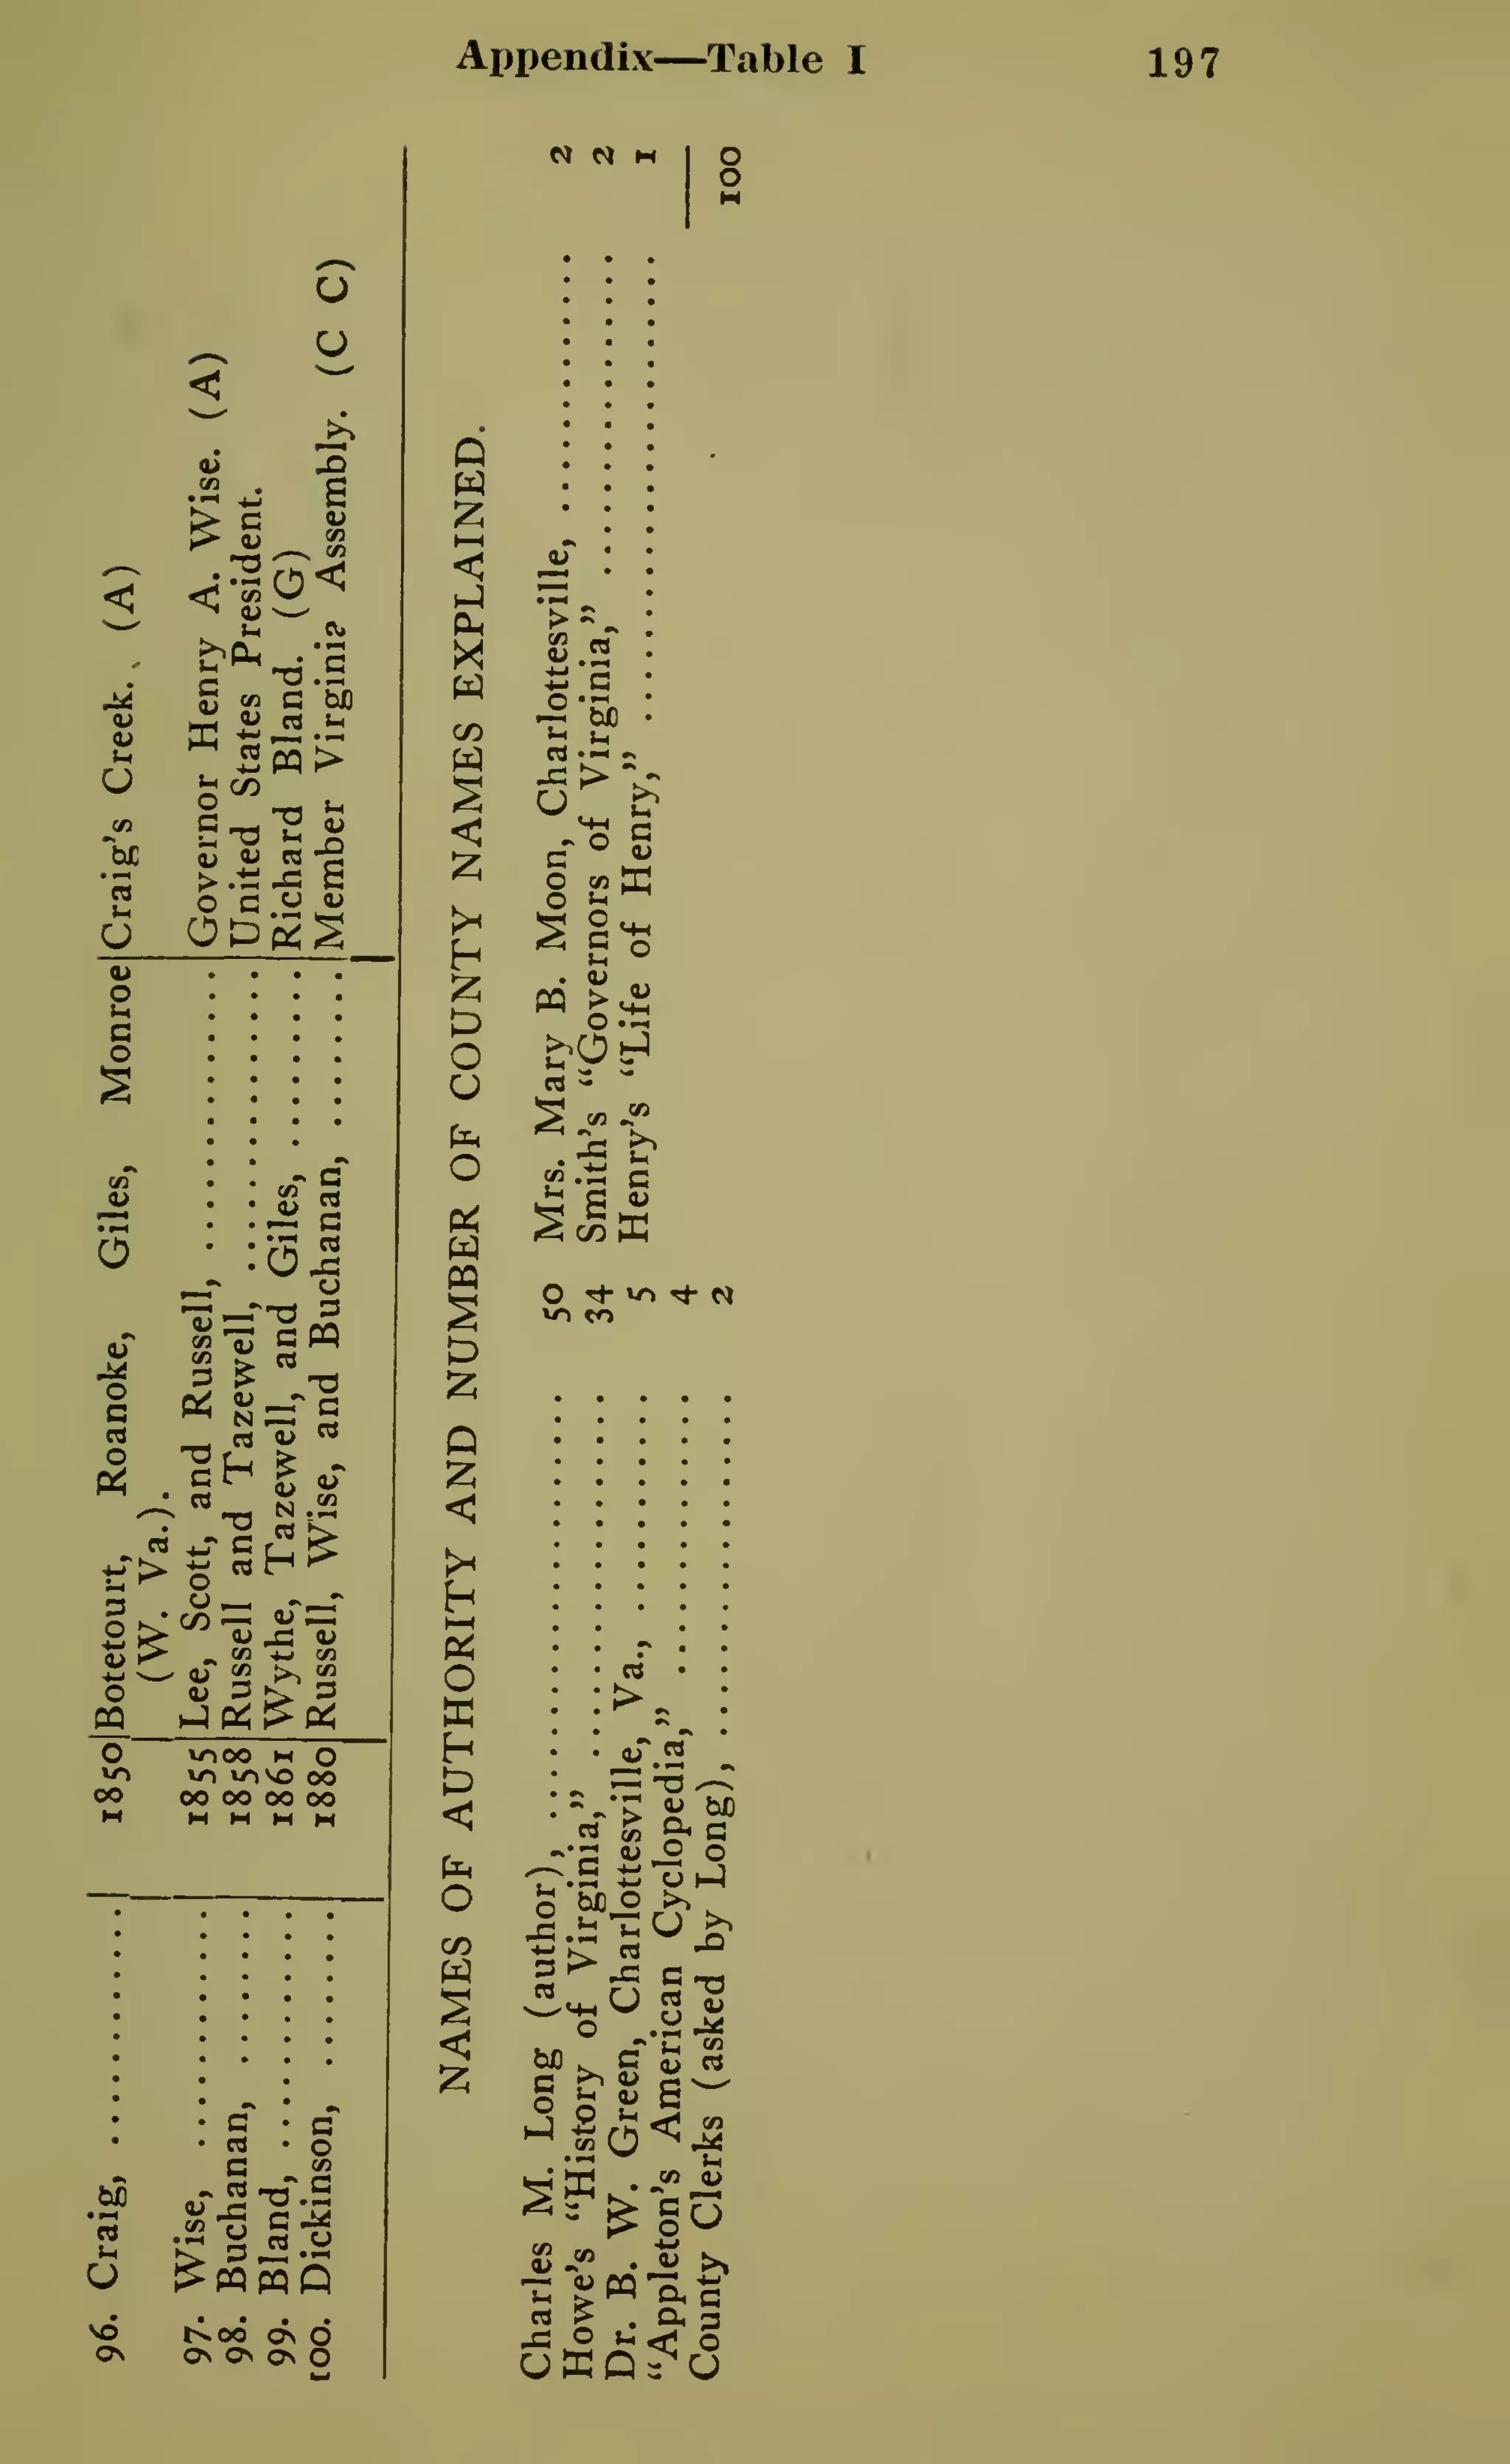 Appendix—Table I 197
96. Craig, ............ 1850 Botetourt, Roanoke, Giles, Monroe Craig's Creek. (A)
(W. Va.).
97. Wise, ............ 1855 Lee, Scott, and Russell, .............. Governor Henry A. Wise. (A)
98. Buchanan, ........ 1858 Russell and Tazewell, ............... United States President.
99. Bland, ............ 1861 Wythe, Tazewell, and Giles, ......... Richard Bland. (G)
100. Dickinson, ........ 1880 Russell, Wise, and Buchanan, ........ Member Virginia Assembly. (C C)
NAMES OF AUTHORITY AND NUMBER OF COUNTY NAMES EXPLAINED.
Charles M. Long (author), ..................... 50 Mrs. Mary B. Moon, Charlottesville, ............. 2
Howe's "History of Virginia," .................. 34 Smith's "Governors of Virginia," ................ 2
Dr. B. W. Green, Charlottesville, Va., ........... 5 Henry's "Life of Henry," ....................... 1
"Appleton's American Cyclopedia," .............. 4
County Clerks (asked by Long), ................. 2 100